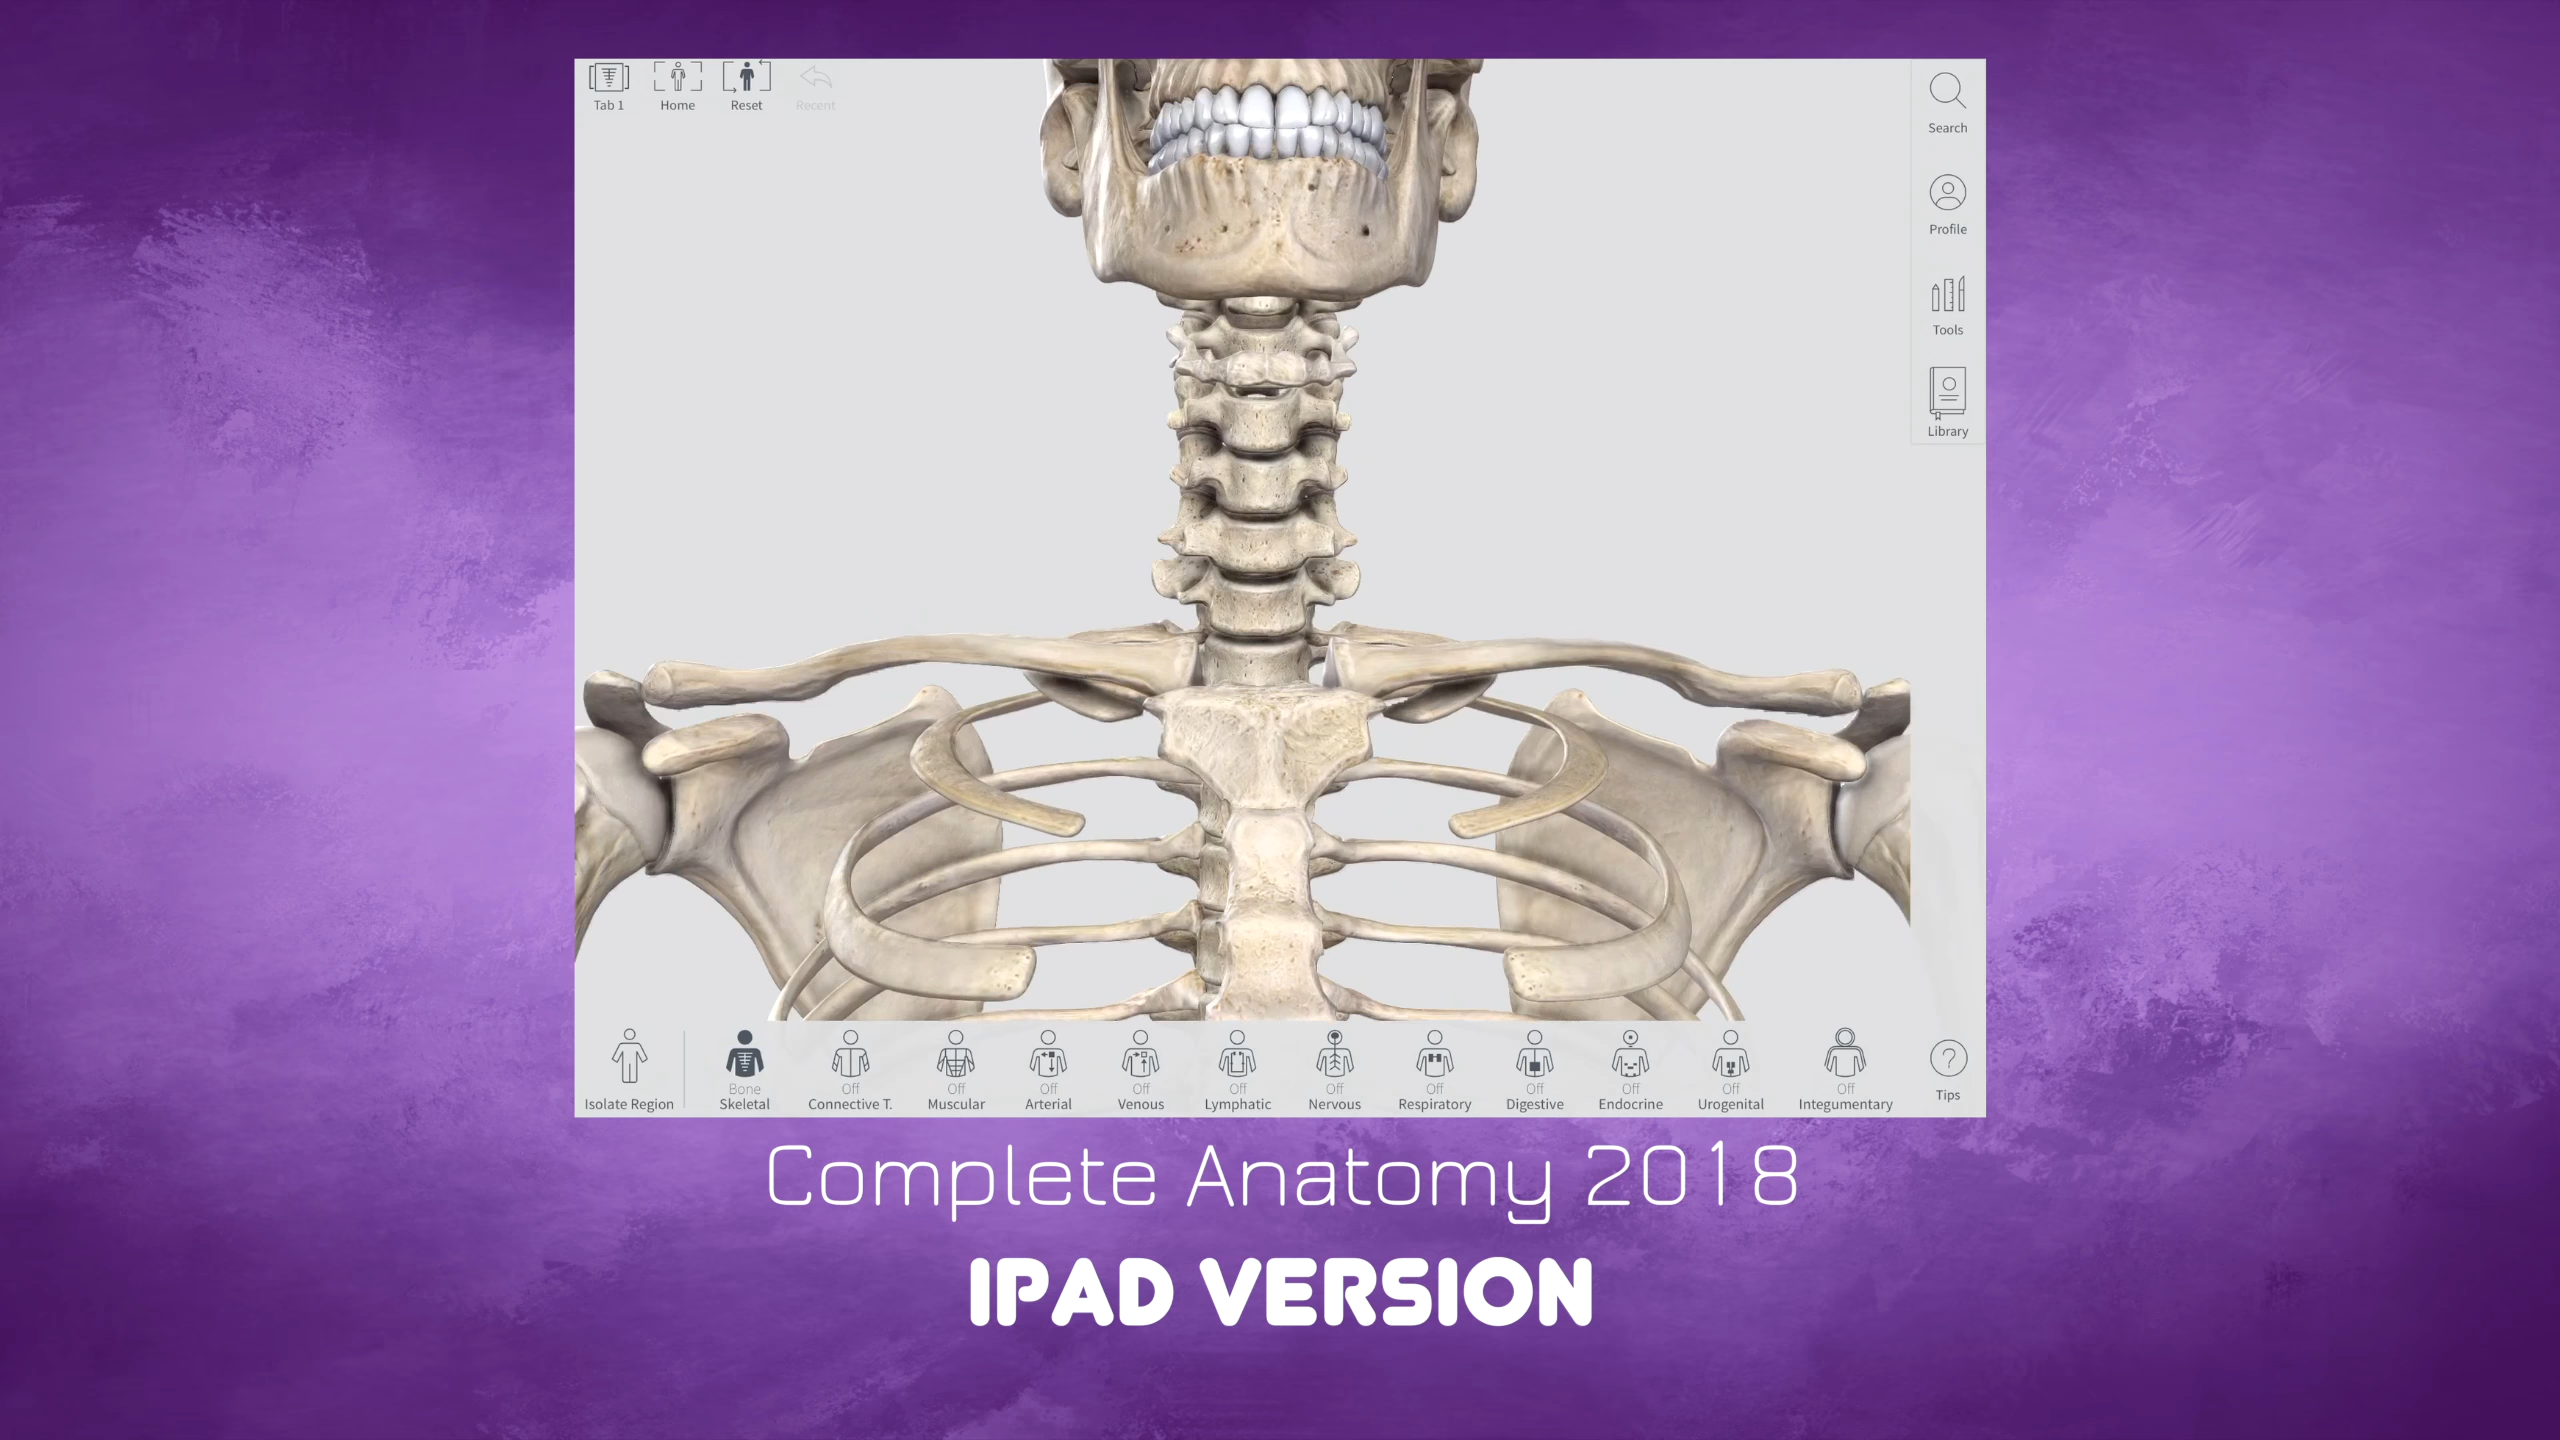 Tab 1 Home Reset Recent
Search
Profile
Tools
Library
Bone Off Off Off Off Off Off Off Off Off Off Off
Isolate Region Skeletal Connective T. Muscular Arterial Venous Lymphatic Nervous Respiratory Digestive Endocrine Urogenital Integumentary Tips
Complete Anatomy 2018
IPAD VERSION